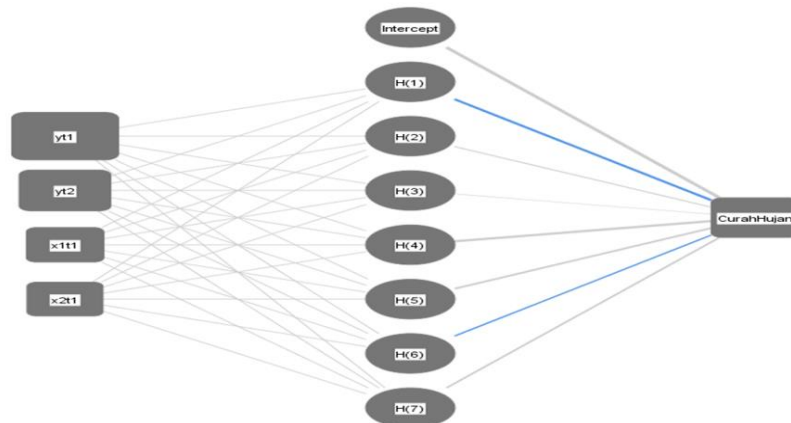 Intercept
H(1)
yt1
H(2)
yt2
H(3)
CurahHujan
x1t1
H(4)
x2t1
H(5)
H(6)
H(7)